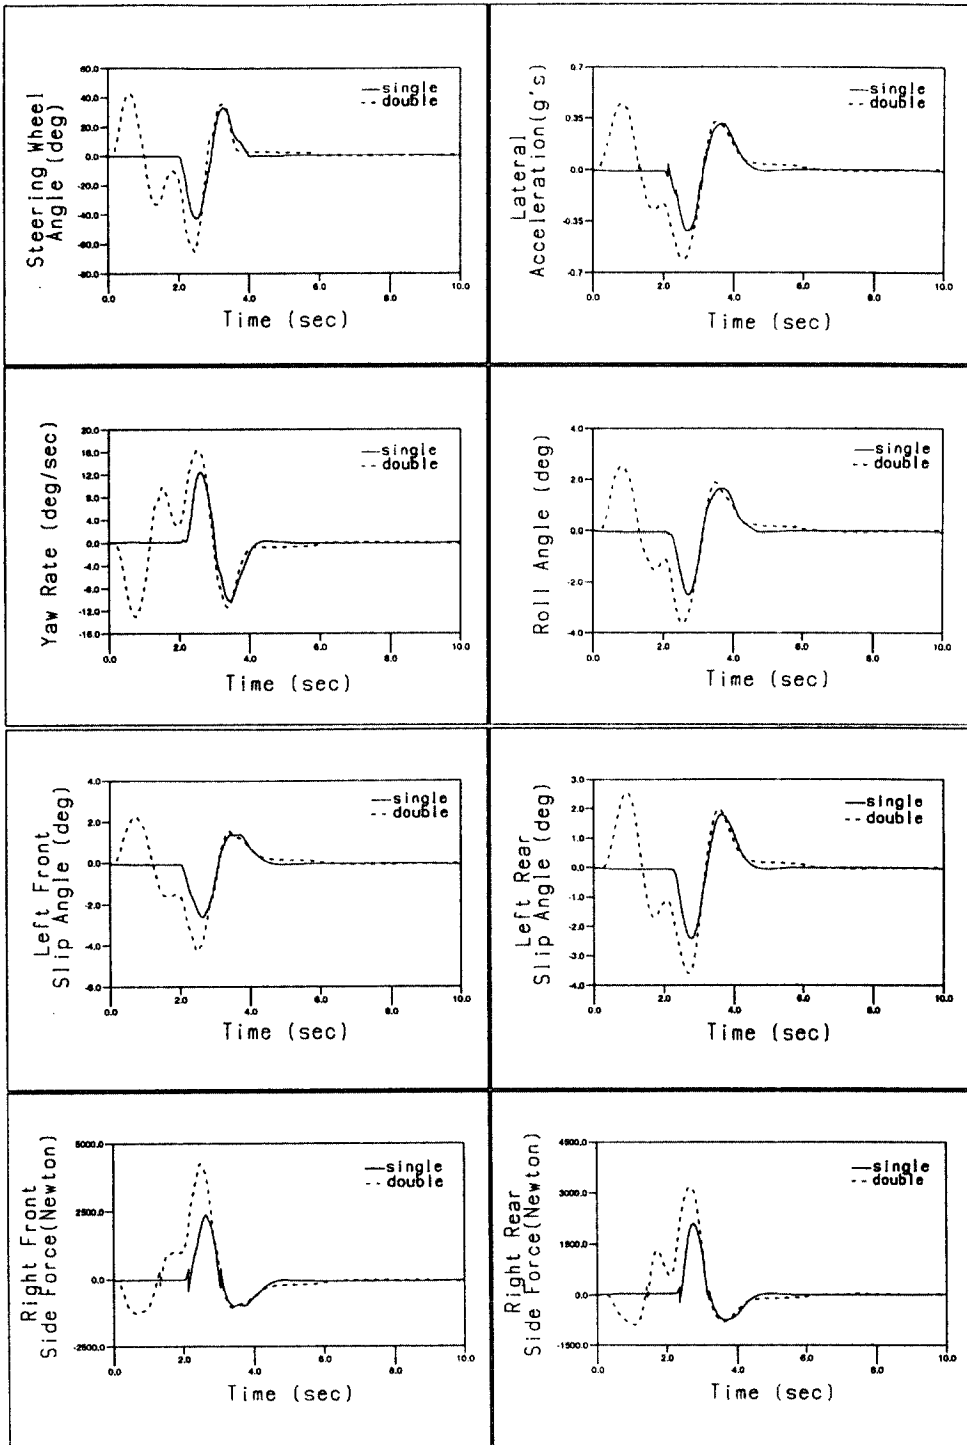 Steering Wheel
Angle (deg)
60.0
40.0
20.0
0.0
-20.0
-40.0
-60.0
-80.0
single
double
0.0 2.0 4.0 6.0 8.0 10.0
Time (sec)
Lateral
Acceleration(g's)
0.7
0.35
0.0
-0.35
-0.7
single
double
0.0 2.0 4.0 6.0 8.0 10.0
Time (sec)
Yaw Rate (deg/sec)
20.0
16.0
12.0
8.0
4.0
0.0
-4.0
-8.0
-12.0
-16.0
single
double
0.0 2.0 4.0 6.0 8.0 10.0
Time (sec)
Roll Angle (deg)
4.0
2.0
0.0
-2.0
-4.0
single
double
0.0 2.0 4.0 6.0 8.0 10.0
Time (sec)
Left Front
Slip Angle (deg)
4.0
2.0
0.0
-2.0
-4.0
-6.0
single
double
0.0 2.0 4.0 6.0 8.0 10.0
Time (sec)
Left Rear
Slip Angle (deg)
3.0
2.0
1.0
0.0
-1.0
-2.0
-3.0
-4.0
single
double
0.0 2.0 4.0 6.0 8.0 10.0
Time (sec)
Right Front
Side Force(Newton)
5000.0
2500.0
0.0
-2500.0
single
double
0.0 2.0 4.0 6.0 8.0 10.0
Time (sec)
Right Rear
Side Force(Newton)
4500.0
3000.0
1500.0
0.0
-1500.0
single
double
0.0 2.0 4.0 6.0 8.0 10.0
Time (sec)